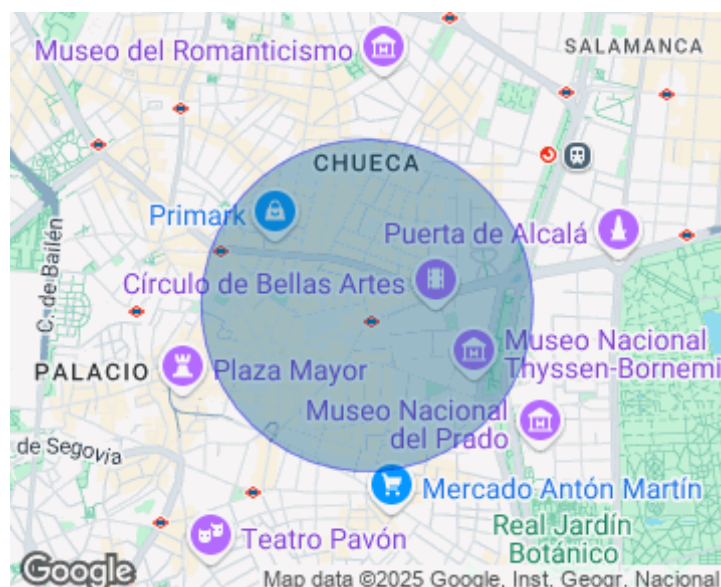 Museo del Romanticismo
SALAMANCA
CHUECA
Primark
Puerta de Alcalá
C. de Bailén
Círculo de Bellas Artes
PALACIO
Plaza Mayor
Museo Nacional
Thyssen-Bornemi
Museo Nacional
del Prado
de Segovia
Mercado Antón Martín
Teatro Pavón
Real Jardín
Botánico
Google
Map data ©2025 Google, Inst. Geogr. Nacional